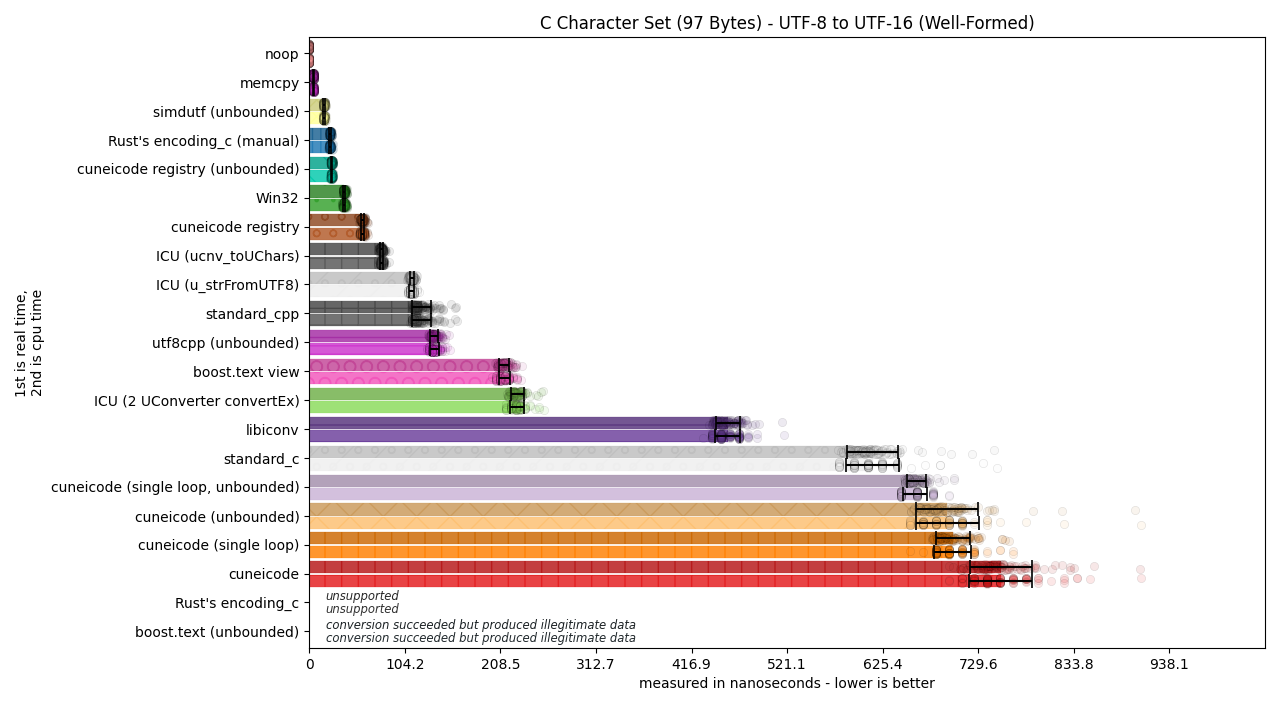 C Character Set (97 Bytes) - UTF-8 to UTF-16 (Well-Formed)
1st is real time,
2nd is cpu time
noop
memcpy
simdutf (unbounded)
Rust's encoding_c (manual)
cuneicode registry (unbounded)
Win32
cuneicode registry
ICU (ucnv_toUChars)
ICU (u_strFromUTF8)
standard_cpp
utf8cpp (unbounded)
boost.text view
ICU (2 UConverter convertEx)
libiconv
standard_c
cuneicode (single loop, unbounded)
cuneicode (unbounded)
cuneicode (single loop)
cuneicode
Rust's encoding_c
unsupported
unsupported
boost.text (unbounded)
conversion succeeded but produced illegitimate data
conversion succeeded but produced illegitimate data
0 104.2 208.5 312.7 416.9 521.1 625.4 729.6 833.8 938.1
measured in nanoseconds - lower is better